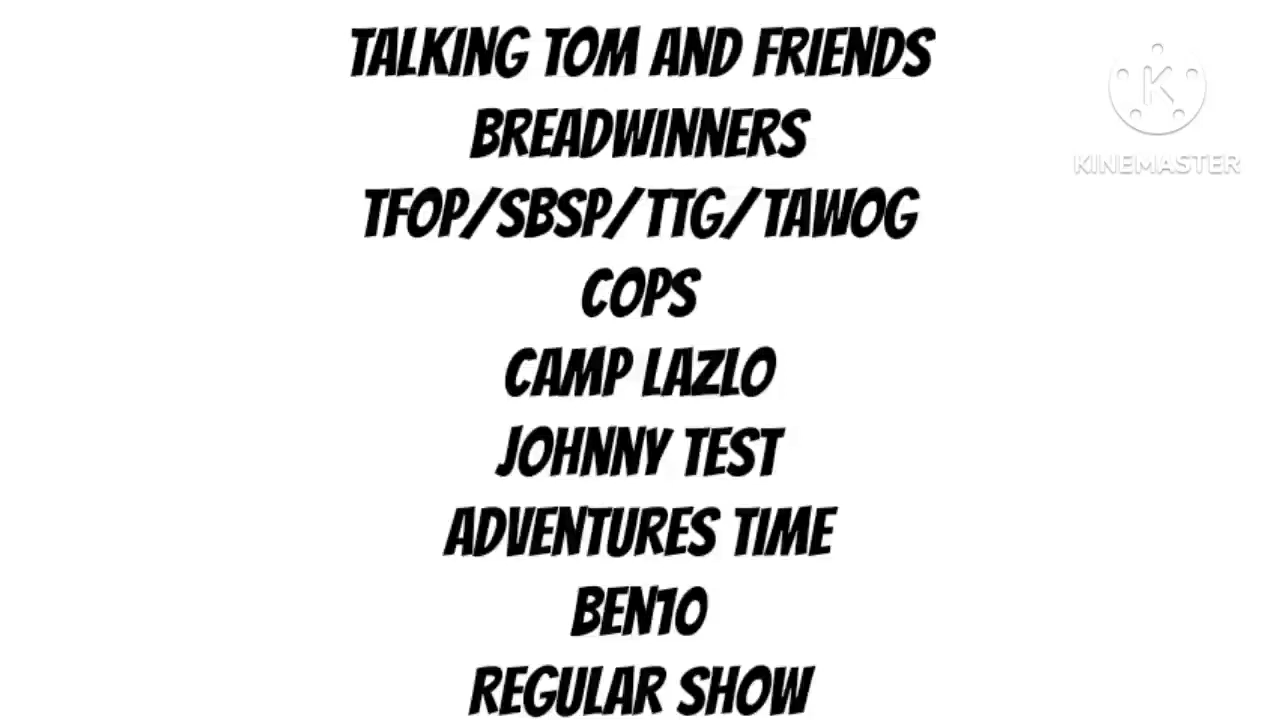 TALKING TOM AND FRIENDS
BREADWINNERS
TFOP/SBSP/TTG/TAWOG
COPS
CAMP LAZLO
JOHNNY TEST
ADVENTURES TIME
BEN10
REGULAR SHOW
K
KINEMASTER